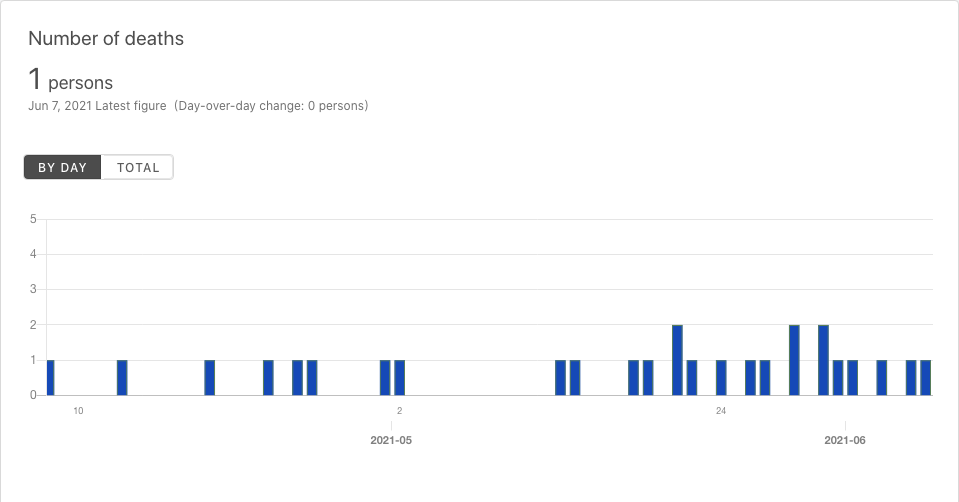 Number of deaths
1 persons
Jun 7, 2021 Latest figure (Day-over-day change: 0 persons)
BY DAY TOTAL
5
4
3
2
1
0
10 2 24
2021-05 2021-06